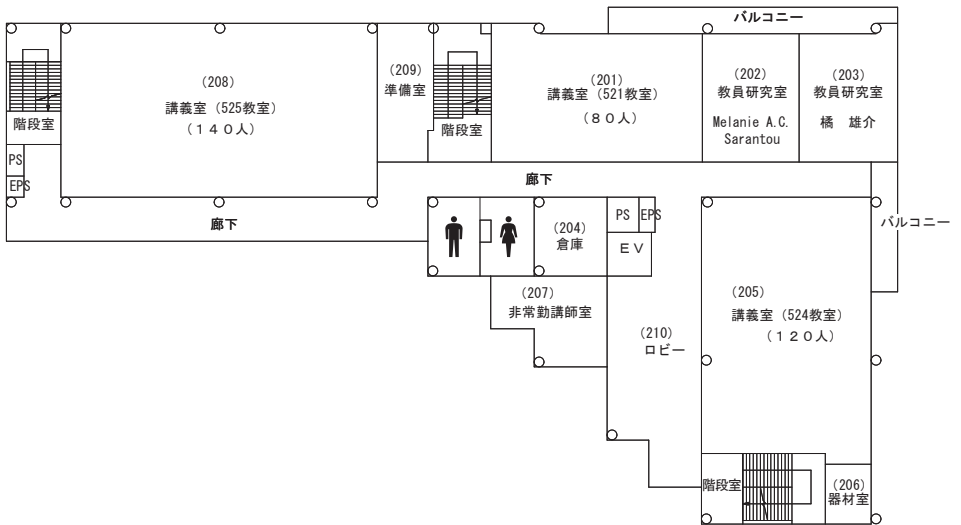 バルコニー
(208)
講義室（525教室）
（１４０人）
(209)
準備室
階段室
階段室
PS
EPS
(201)
講義室（521教室）
（８０人）
(202)
教員研究室
Melanie A.C.
Sarantou
(203)
教員研究室
橘　雄介
廊下
廊下
(204)
倉庫
PS
EPS
ＥＶ
バルコニー
(207)
非常勤講師室
(210)
ロビー
(205)
講義室（524教室）
（１２０人）
階段室
(206)
器材室